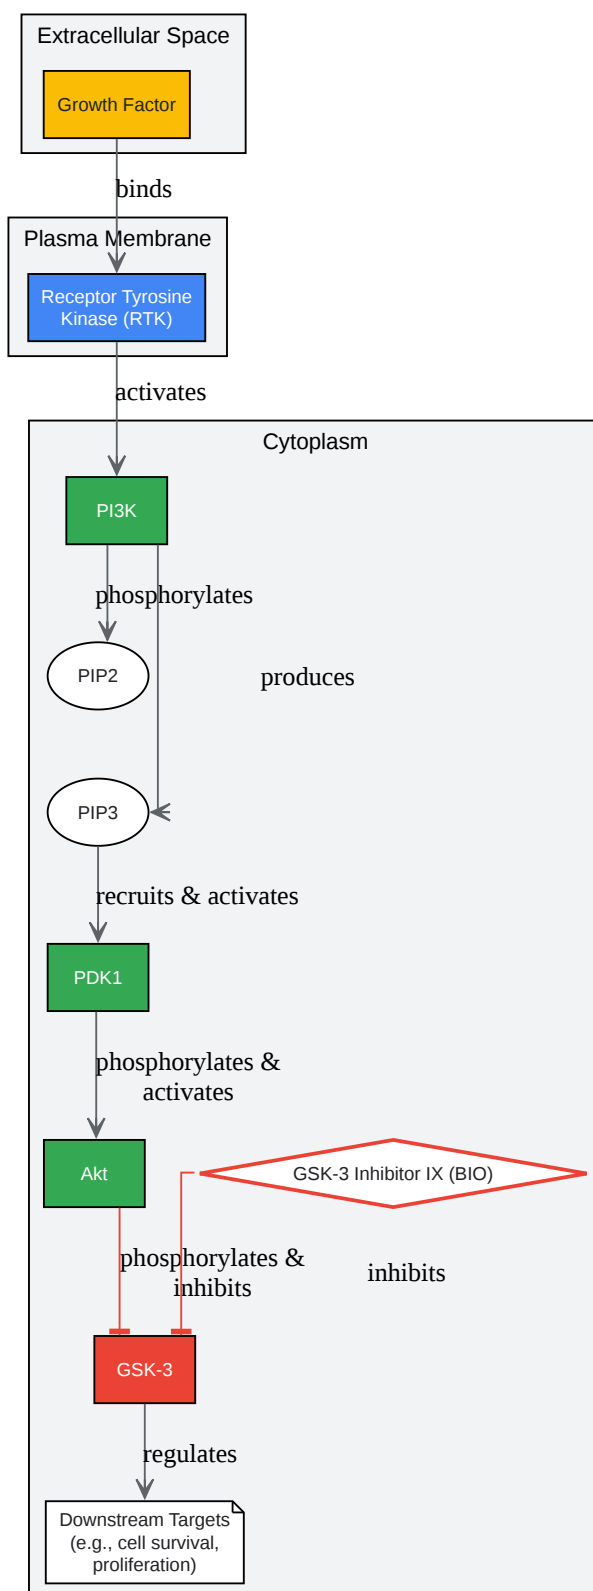 Extracellular Space
Growth Factor
binds
Plasma Membrane
Receptor Tyrosine
Kinase (RTK)
activates
Cytoplasm
PI3K
phosphorylates
PIP2
produces
PIP3
recruits & activates
PDK1
phosphorylates &
activates
Akt
GSK-3 Inhibitor IX (BIO)
phosphorylates &
inhibits
inhibits
GSK-3
regulates
Downstream Targets
(e.g., cell survival,
proliferation)